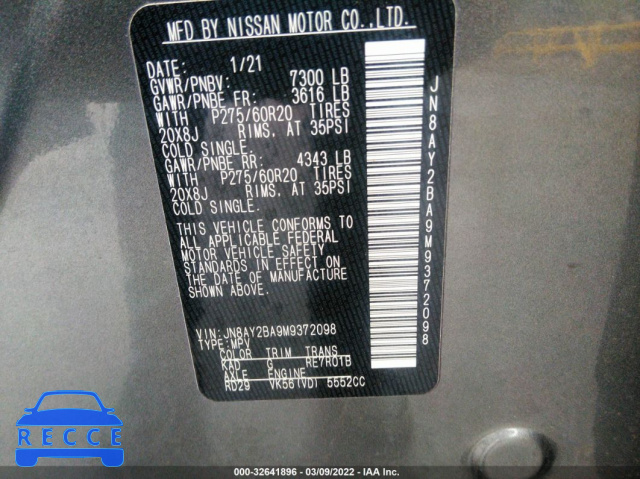 MFD BY NISSAN MOTOR CO.,LTD.
DATE: 1/21
GVWR/PNBV: 7300 LB
GAWR/PNBE FR: 3616 LB
WITH P275/60R20 TIRES
20X8J RIMS, AT 35PSI
COLD SINGLE.
GAWR/PNBE RR: 4343 LB
WITH P275/60R20 TIRES
20X8J RIMS, AT 35PSI
COLD SINGLE.
THIS VEHICLE CONFORMS TO
ALL APPLICABLE FEDERAL
MOTOR VEHICLE SAFETY
STANDARDS IN EFFECT ON
THE DATE OF MANUFACTURE
SHOWN ABOVE.
VIN:JN8AY2BA9M9372098
TYPE:MPV
COLOR TRIM TRANS
KAD G RE7R01B
AXLE ENGINE
RD29 VK56(VD) 5552CC
JN8AY2BA9M9372098
RECCE
000-32641896 - 03/09/2022 - IAA Inc.